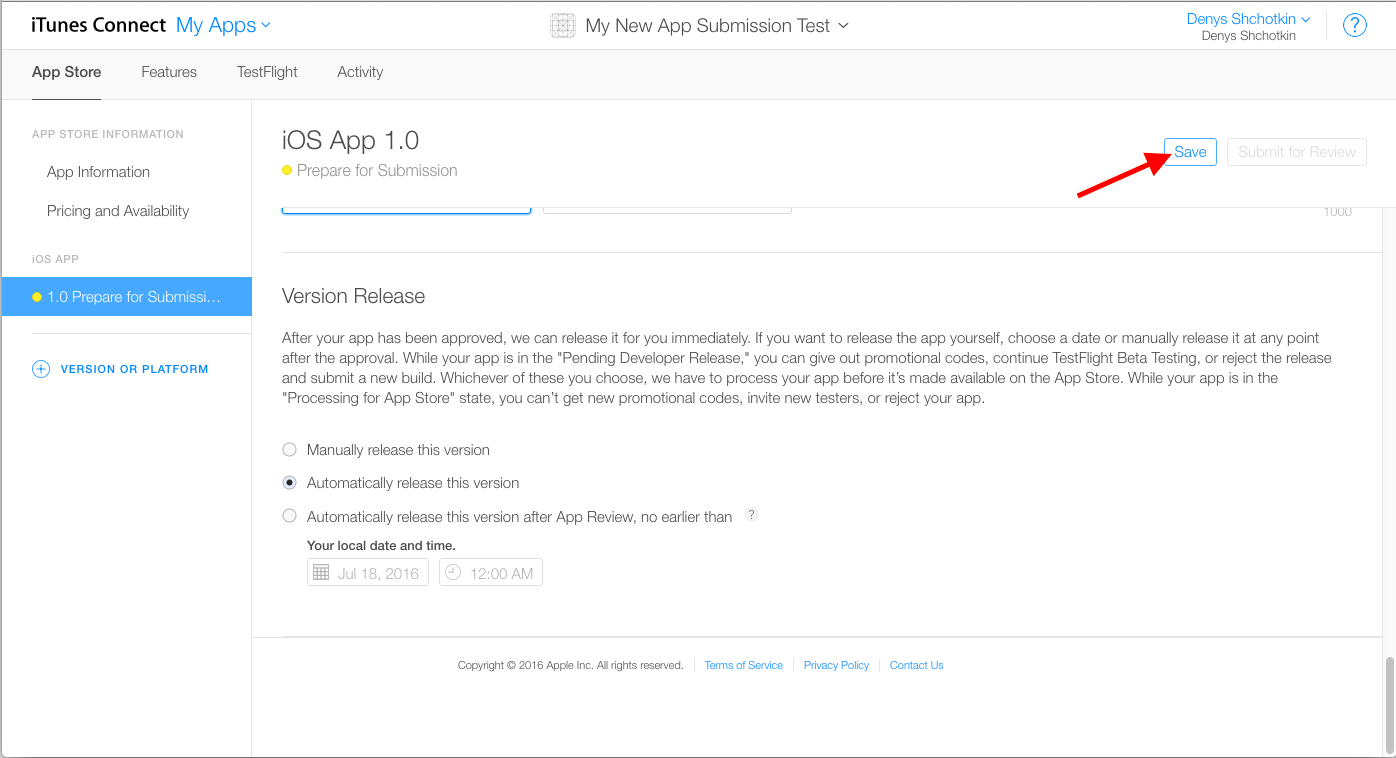 iTunes Connect My Apps
My New App Submission Test
Denys Shchotkin
Denys Shchotkin
?
App Store Features TestFlight Activity
APP STORE INFORMATION
App Information
Pricing and Availability
iOS APP
1.0 Prepare for Submissi...
VERSION OR PLATFORM
iOS App 1.0
Prepare for Submission
Save Submit for Review
1000
Version Release
After your app has been approved, we can release it for you immediately. If you want to release the app yourself, choose a date or manually release it at any point
after the approval. While your app is in the "Pending Developer Release," you can give out promotional codes, continue TestFlight Beta Testing, or reject the release
and submit a new build. Whichever of these you choose, we have to process your app before it's made available on the App Store. While your app is in the
"Processing for App Store" state, you can't get new promotional codes, invite new testers, or reject your app.
Manually release this version
Automatically release this version
Automatically release this version after App Review, no earlier than ?
Your local date and time.
Jul 18, 2016 12:00 AM
Copyright © 2016 Apple Inc. All rights reserved. Terms of Service Privacy Policy Contact Us